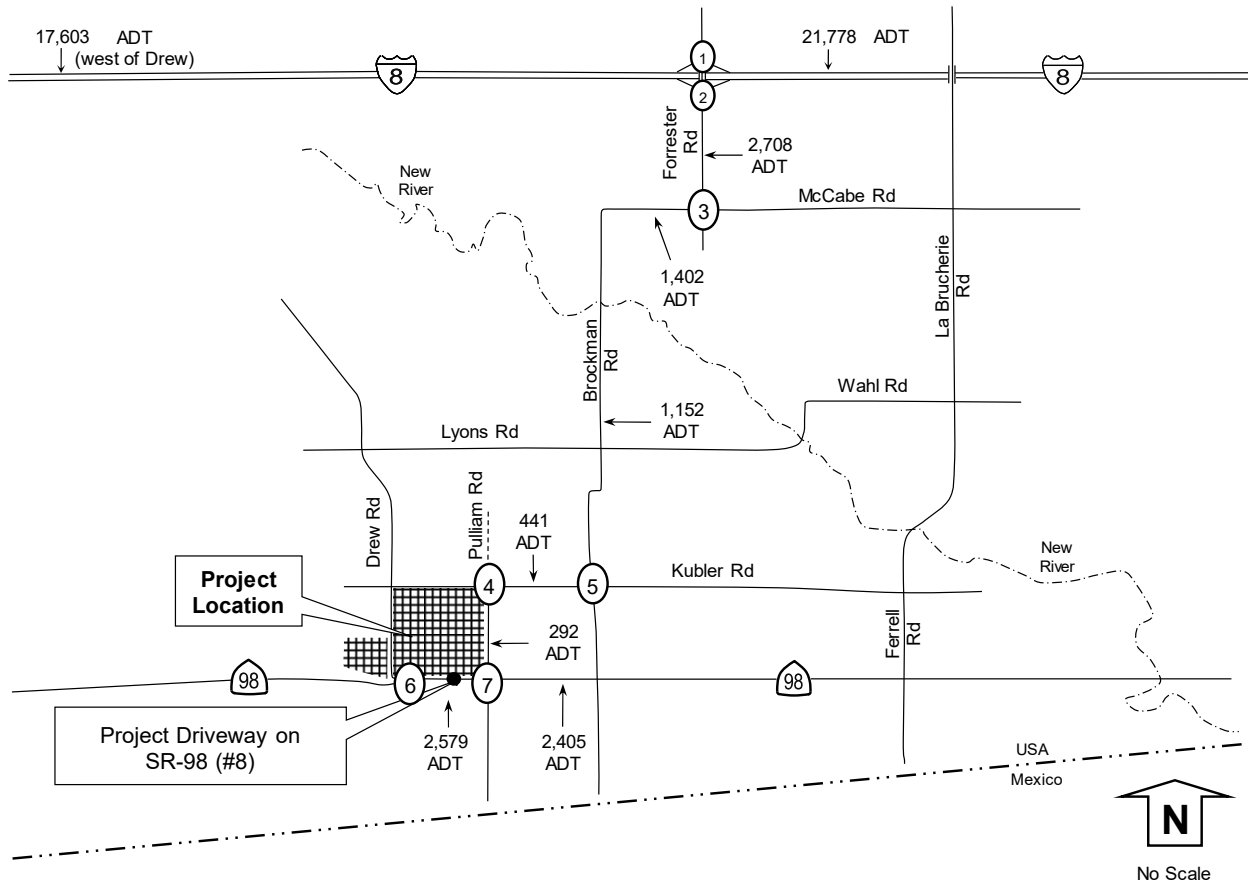 17,603 ADT
(west of Drew)
21,778 ADT
1
8
8
2
Forrester
Rd
2,708
ADT
New
River
McCabe Rd
3
1,402
ADT
La Brucherie
Rd
Brockman
Rd
Wahl Rd
1,152
ADT
Lyons Rd
Drew Rd
Pulliam Rd
441
ADT
Project
Location
4
5
Kubler Rd
New
River
292
ADT
Ferrell
Rd
98
6
7
98
Project Driveway on
SR-98 (#8)
2,579
ADT
2,405
ADT
USA
Mexico
N
No Scale